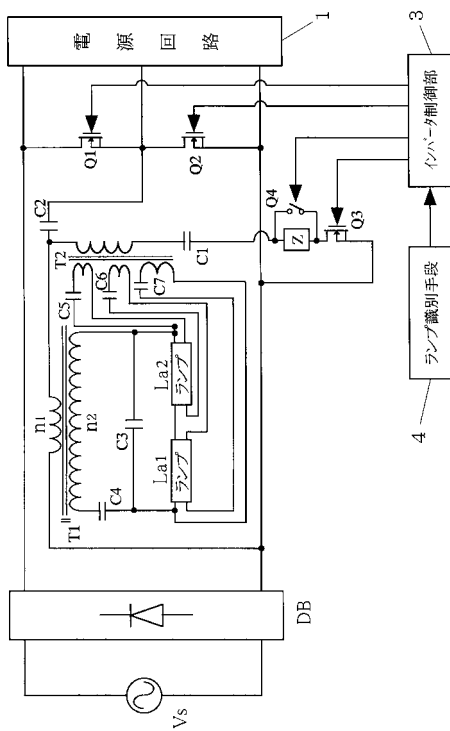 Vs
DB
T1
n1
n2
C4
C3
La1
ランプ
La2
ランプ
C5
C6
C7
T2
C2
C1
Z
Q4
Q3
Q1
Q2
電源回路
1
インバータ制御部
3
ランプ識別手段
4